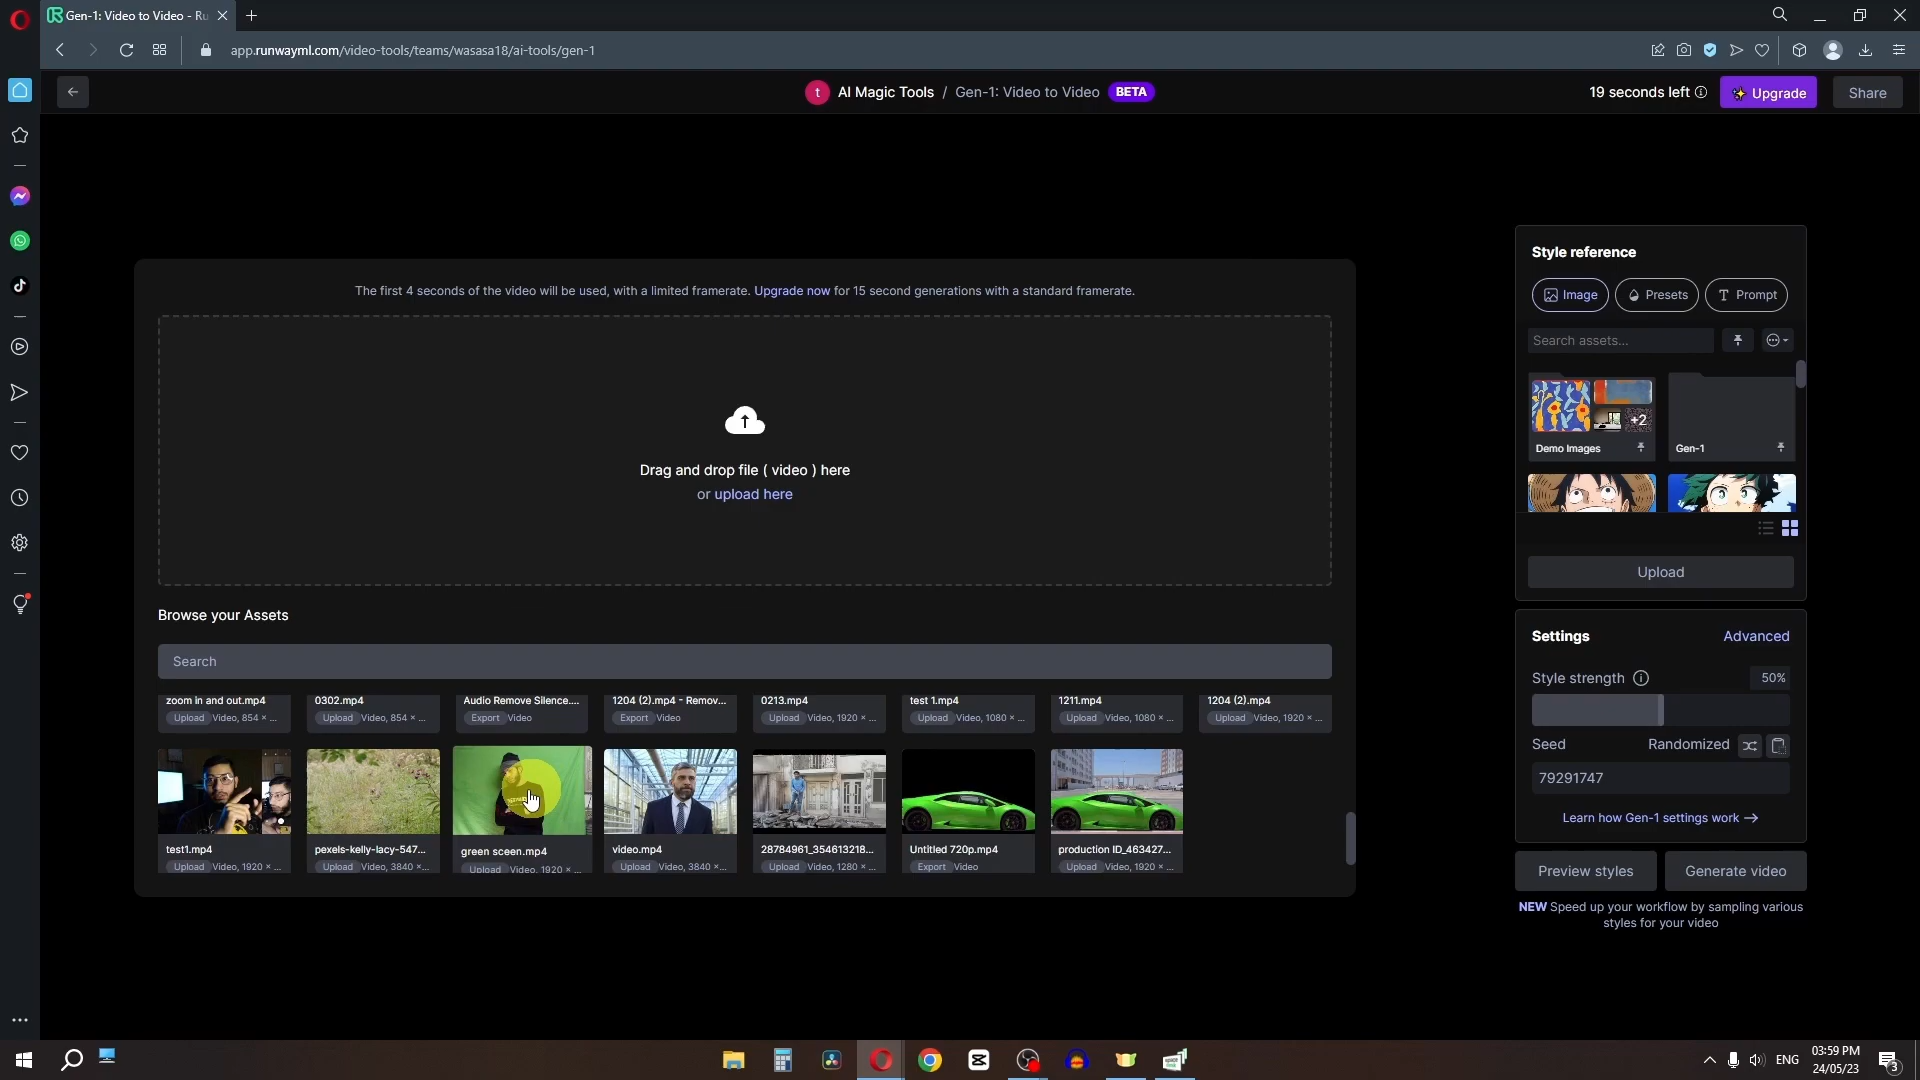 Gen-1: Video to Video - Ru
app.runwayml.com/video-tools/teams/wasasa18/ai-tools/gen-1
t AI Magic Tools / Gen-1: Video to Video BETA
19 seconds left
Upgrade
Share
The first 4 seconds of the video will be used, with a limited framerate. Upgrade now for 15 second generations with a standard framerate.
Drag and drop file ( video ) here
or upload here
Browse your Assets
Search
zoom in and out.mp4
Upload Video, 854 × ...
0302.mp4
Upload Video, 854 × ...
Audio Remove Silence....
Export Video
1204 (2).mp4 - Remov...
Export Video
0213.mp4
Upload Video, 1920 × ...
test 1.mp4
Upload Video, 1080 × ...
1211.mp4
Upload Video, 1080 × ...
1204 (2).mp4
Upload Video, 1920 × ...
test1.mp4
Upload Video, 1920 × ...
pexels-kelly-lacy-547...
Upload Video, 3840 ×...
green sceen.mp4
Upload Video, 1920 × ...
video.mp4
Upload Video, 3840 ×...
28784961_354613218...
Upload Video, 1280 × ...
Untitled 720p.mp4
Export Video
production ID_463427...
Upload Video, 1920 × ...
Style reference
Image
Presets
Prompt
Search assets...
+2
Demo Images
Gen-1
Upload
Settings
Advanced
Style strength
50%
Seed
Randomized
79291747
Learn how Gen-1 settings work →
Preview styles
Generate video
NEW Speed up your workflow by sampling various
styles for your video
ENG
03:59 PM
24/05/23
3